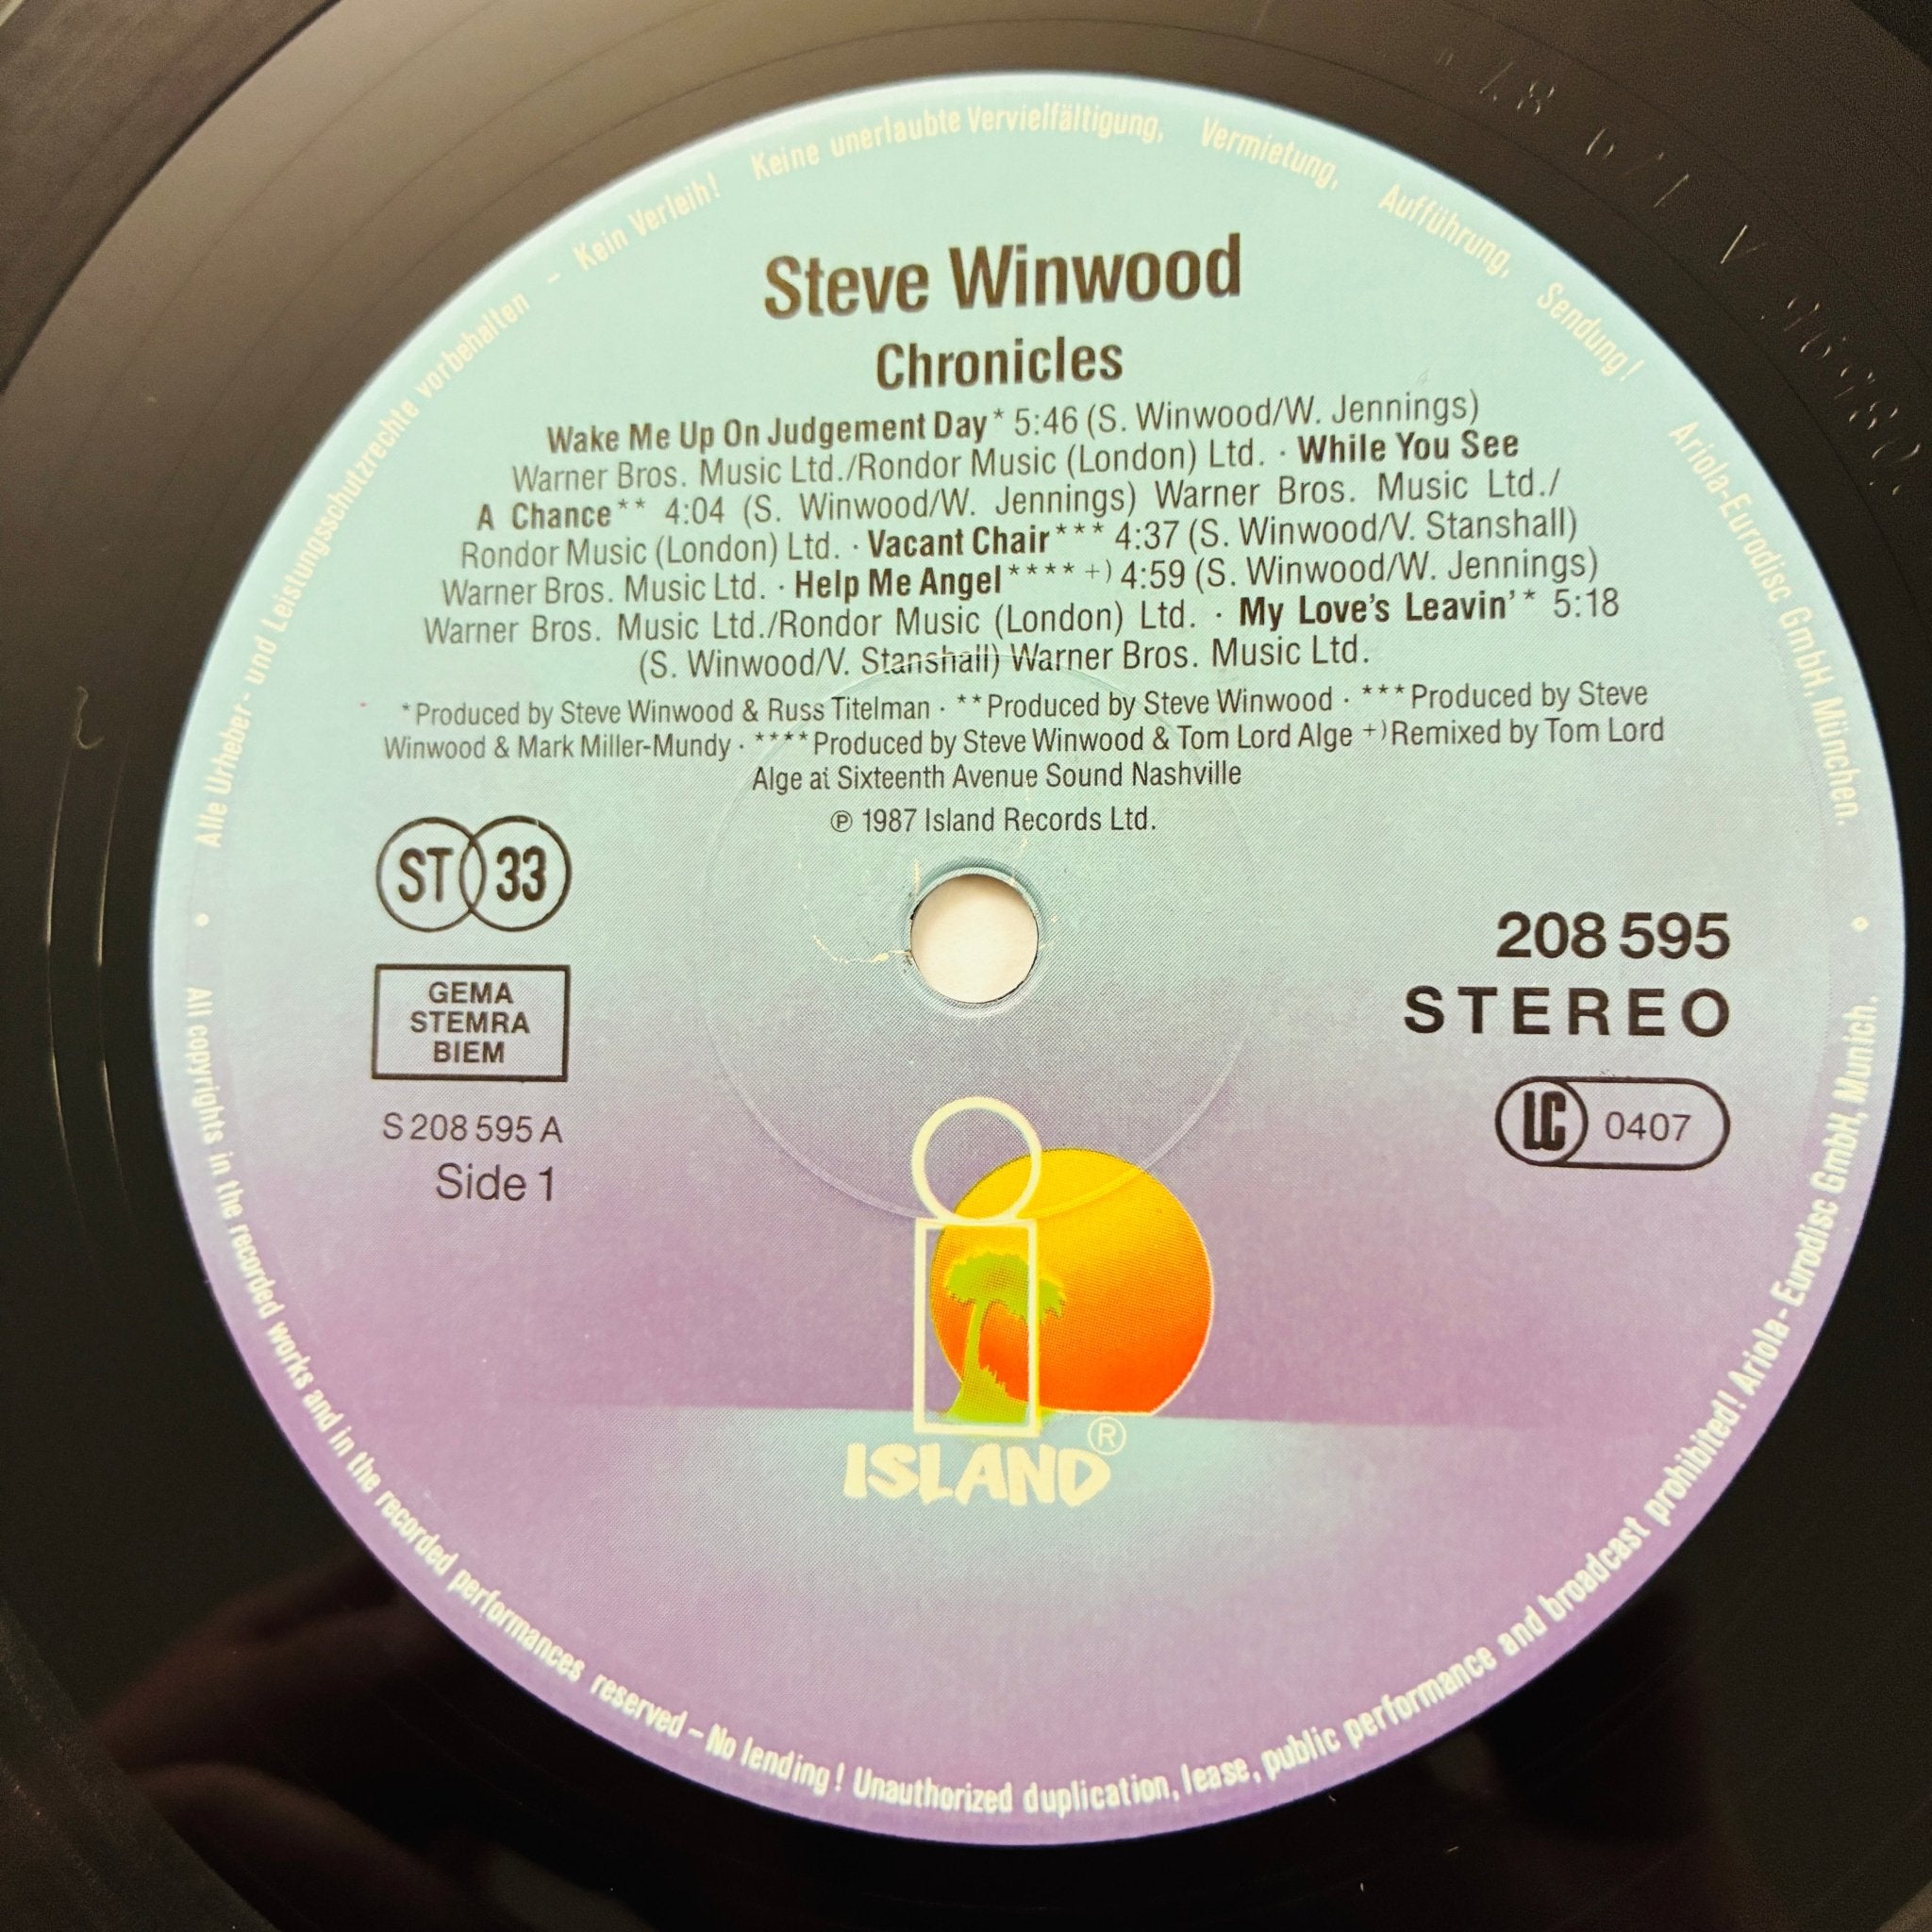 Alle Urheber- und Leistungsschutzrechte vorbehalten – Kein Verleih! Keine unerlaubte Vervielfältigung, Vermietung, Aufführung, Sendung! Ariola-Eurodisc GmbH, München.
Steve Winwood
Chronicles
Wake Me Up On Judgement Day* 5:46 (S. Winwood/W. Jennings)
Warner Bros. Music Ltd./Rondor Music (London) Ltd. · While You See
A Chance** 4:04 (S. Winwood/W. Jennings) Warner Bros. Music Ltd./
Rondor Music (London) Ltd. · Vacant Chair*** 4:37 (S. Winwood/V. Stanshall)
Warner Bros. Music Ltd. · Help Me Angel**** +) 4:59 (S. Winwood/W. Jennings)
Warner Bros. Music Ltd./Rondor Music (London) Ltd. · My Love's Leavin'* 5:18
(S. Winwood/V. Stanshall) Warner Bros. Music Ltd.
*Produced by Steve Winwood & Russ Titelman · **Produced by Steve Winwood · ***Produced by Steve
Winwood & Mark Miller-Mundy · ****Produced by Steve Winwood & Tom Lord Alge +)Remixed by Tom Lord
Alge at Sixteenth Avenue Sound Nashville
℗ 1987 Island Records Ltd.
ST 33
GEMA
STEMRA
BIEM
S 208 595 A
Side 1
208 595
STEREO
LC 0407
ISLAND®
All copyrights in the recorded works and in the recorded performances reserved – No lending! Unauthorized duplication, lease, public performance and broadcast prohibited! Ariola-Eurodisc GmbH, Munich.